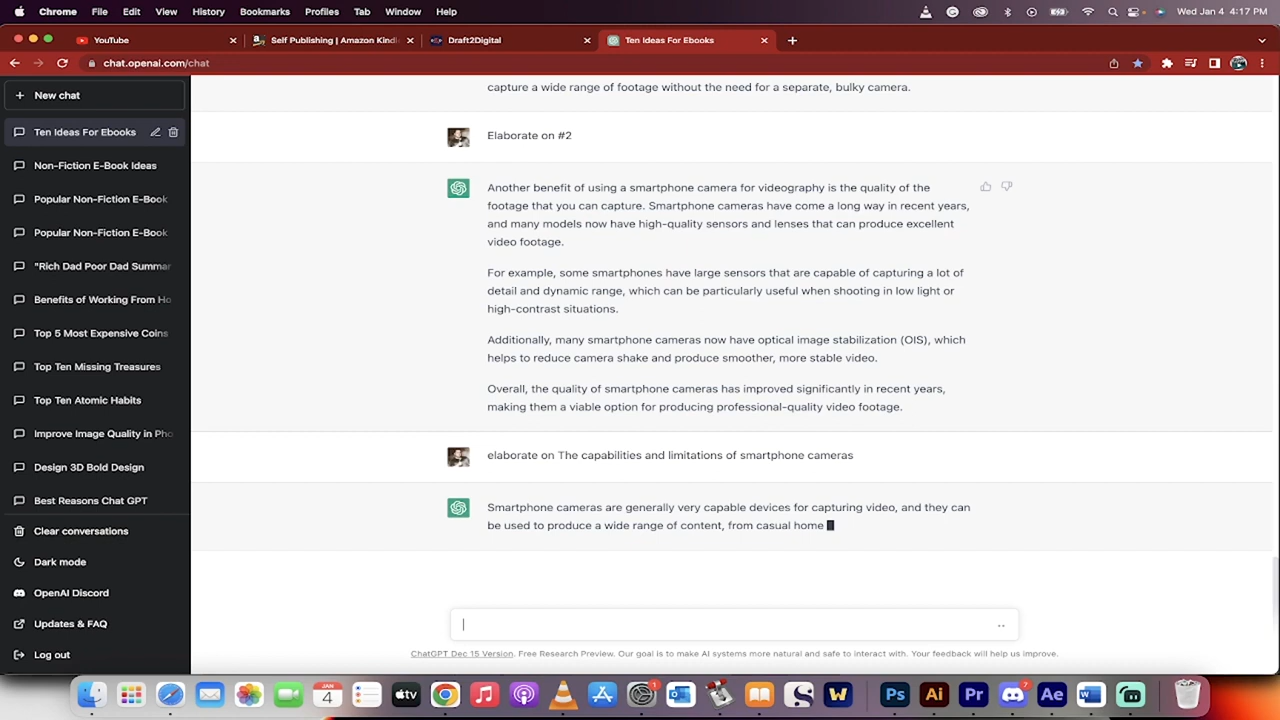 Chrome File Edit View History Bookmarks Profiles Tab Window Help Wed Jan 4 4:17 PM
YouTube Self Publishing | Amazon Kindl Draft2Digital Ten Ideas For Ebooks
chat.openai.com/chat
New chat
Ten Ideas For Ebooks
Non-Fiction E-Book Ideas
Popular Non-Fiction E-Book
Popular Non-Fiction E-Book
"Rich Dad Poor Dad Summar
Benefits of Working From Ho
Top 5 Most Expensive Coins
Top Ten Missing Treasures
Top Ten Atomic Habits
Improve Image Quality in Pho
Design 3D Bold Design
Best Reasons Chat GPT
Clear conversations
Dark mode
OpenAI Discord
Updates & FAQ
Log out
capture a wide range of footage without the need for a separate, bulky camera.
Elaborate on #2
Another benefit of using a smartphone camera for videography is the quality of the
footage that you can capture. Smartphone cameras have come a long way in recent years,
and many models now have high-quality sensors and lenses that can produce excellent
video footage.
For example, some smartphones have large sensors that are capable of capturing a lot of
detail and dynamic range, which can be particularly useful when shooting in low light or
high-contrast situations.
Additionally, many smartphone cameras now have optical image stabilization (OIS), which
helps to reduce camera shake and produce smoother, more stable video.
Overall, the quality of smartphone cameras has improved significantly in recent years,
making them a viable option for producing professional-quality video footage.
elaborate on The capabilities and limitations of smartphone cameras
Smartphone cameras are generally very capable devices for capturing video, and they can
be used to produce a wide range of content, from casual home
ChatGPT Dec 15 Version. Free Research Preview. Our goal is to make AI systems more natural and safe to interact with. Your feedback will help us improve.
JAN
4
tv
1
S
W
Ps
Ai
Pr
7
Ae
W